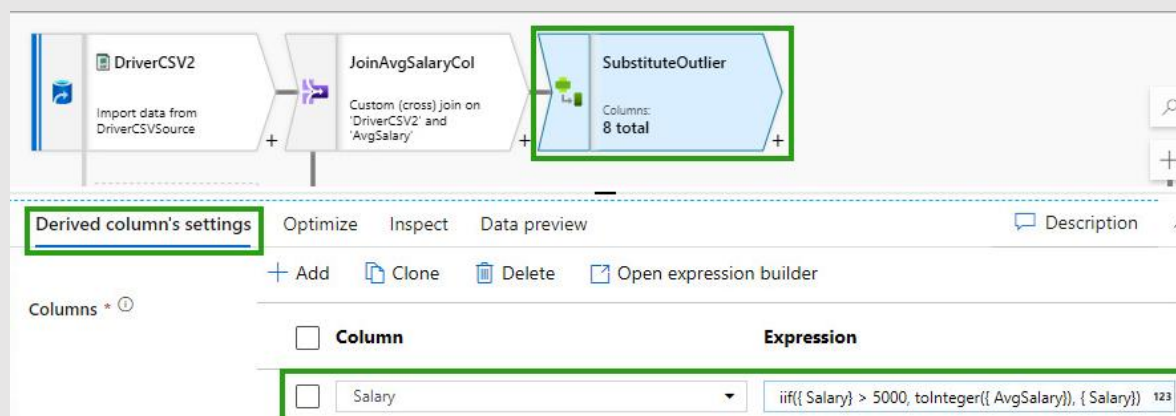 DriverCSV2
Import data from
DriverCSVSource
+
JoinAvgSalaryCol
Custom (cross) join on
'DriverCSV2' and
'AvgSalary'
+
SubstituteOutlier
Columns:
8 total
+
Derived column's settings
Optimize
Inspect
Data preview
Description
+ Add
Clone
Delete
Open expression builder
Columns *
Column
Expression
Salary
iif({ Salary} > 5000, toInteger({ AvgSalary}), { Salary})
123